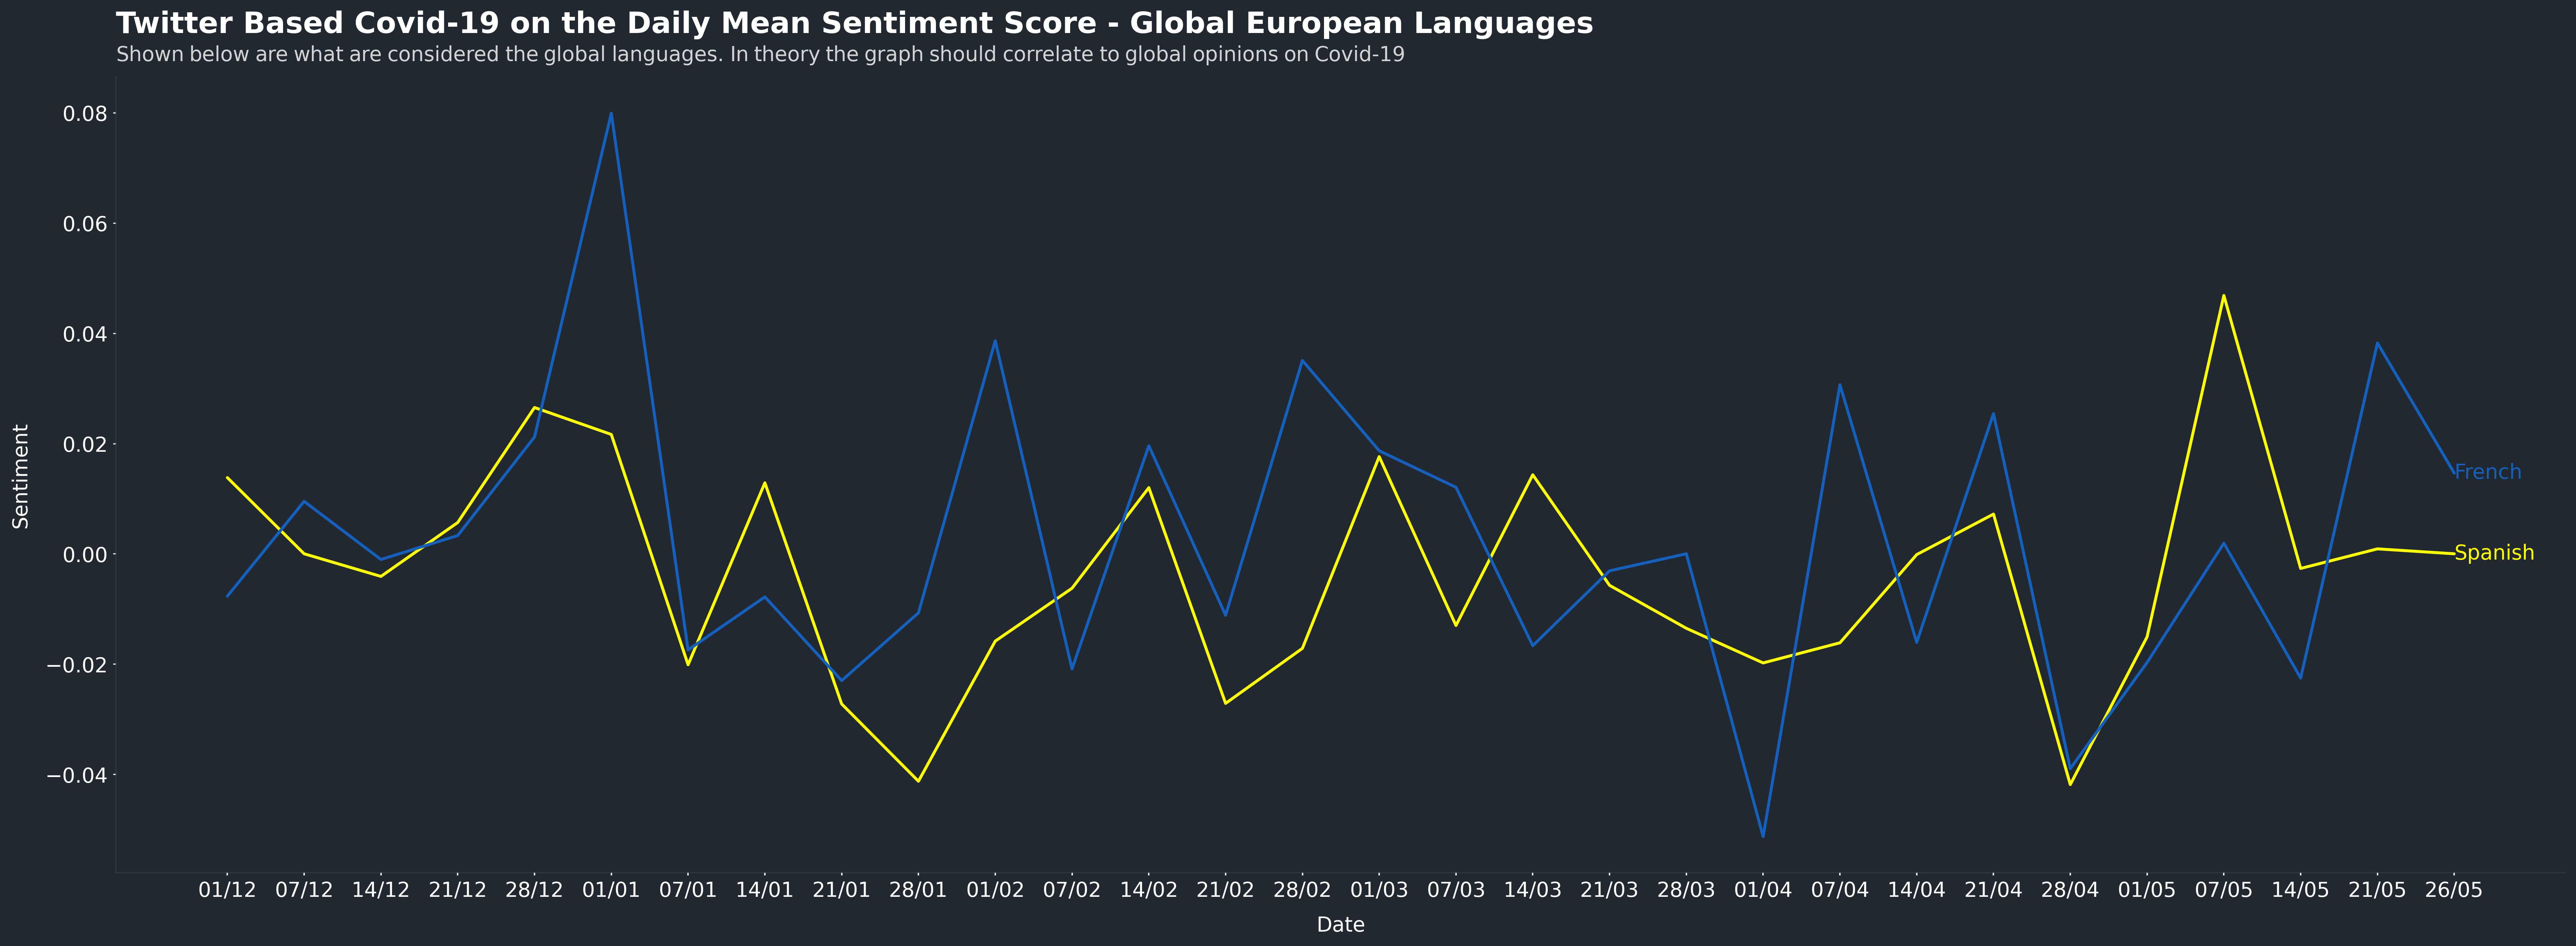 Twitter Based Covid-19 on the Daily Mean Sentiment Score - Global European Languages
Shown below are what are considered the global languages. In theory the graph should correlate to global opinions on Covid-19
0.08
0.06
0.04
0.02
0.00
−0.02
−0.04
Sentiment
French
Spanish
01/12 07/12 14/12 21/12 28/12 01/01 07/01 14/01 21/01 28/01 01/02 07/02 14/02 21/02 28/02 01/03 07/03 14/03 21/03 28/03 01/04 07/04 14/04 21/04 28/04 01/05 07/05 14/05 21/05 26/05
Date